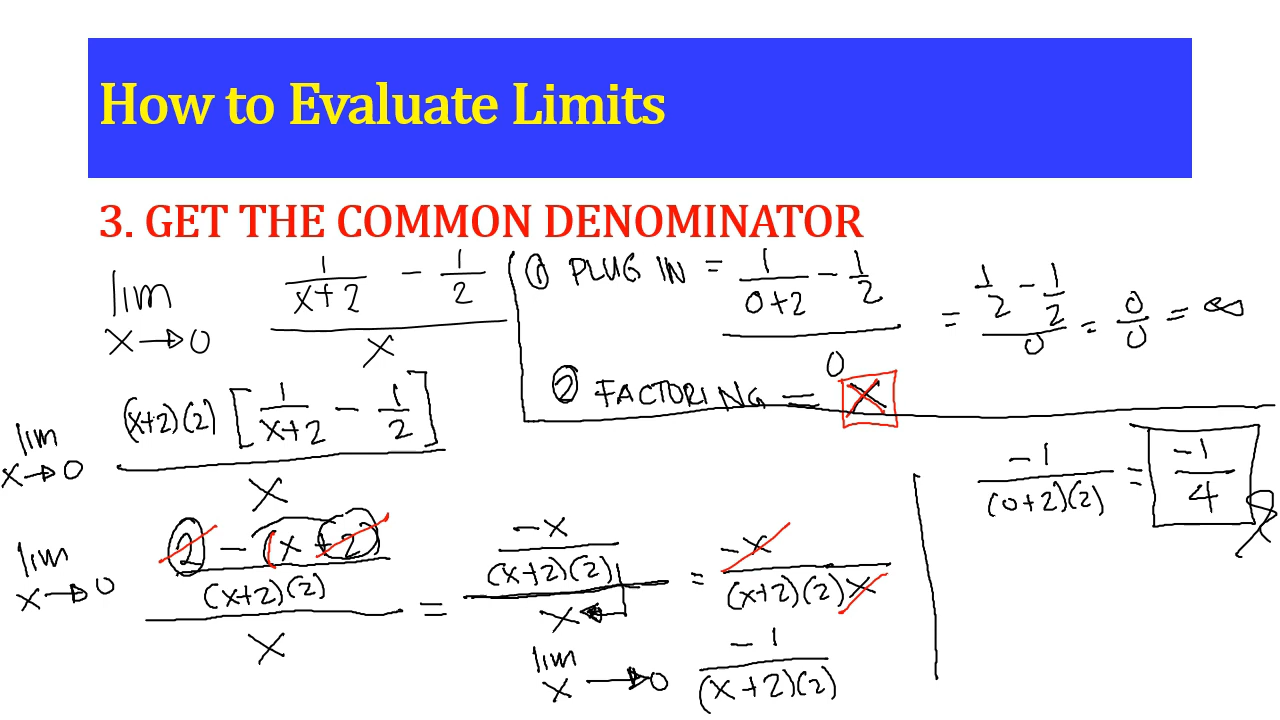 How to Evaluate Limits
3. GET THE COMMON DENOMINATOR
lim x→0 (1/(x+2) - 1/2)/x
① PLUG IN = (1/(0+2) - 1/2)/0 = (1/2 - 1/2)/0 = 0/0 = ∞
② FACTORING = X
lim x→0 (x+2)(2)[1/(x+2) - 1/2]/x
lim x→0 ((2 - (x+2))/((x+2)(2)))/x = (-x/((x+2)(2)))/x = -x/((x+2)(2)x)
lim x→0 -1/((x+2)(2))
-1/((0+2)(2)) = -1/4